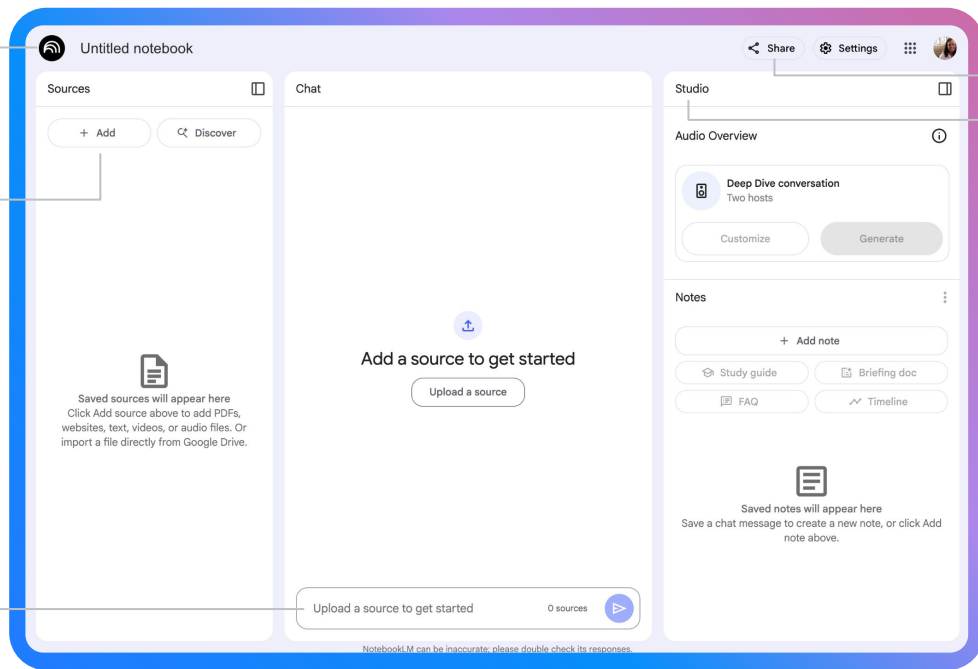 Untitled notebook
Share
Settings
Sources
+ Add
Discover
Saved sources will appear here
Click Add source above to add PDFs,
websites, text, videos, or audio files. Or
import a file directly from Google Drive.
Chat
Add a source to get started
Upload a source
Upload a source to get started
0 sources
NotebookLM can be inaccurate; please double check its responses.
Studio
Audio Overview
Deep Dive conversation
Two hosts
Customize
Generate
Notes
+ Add note
Study guide
Briefing doc
FAQ
Timeline
Saved notes will appear here
Save a chat message to create a new note, or click Add
note above.